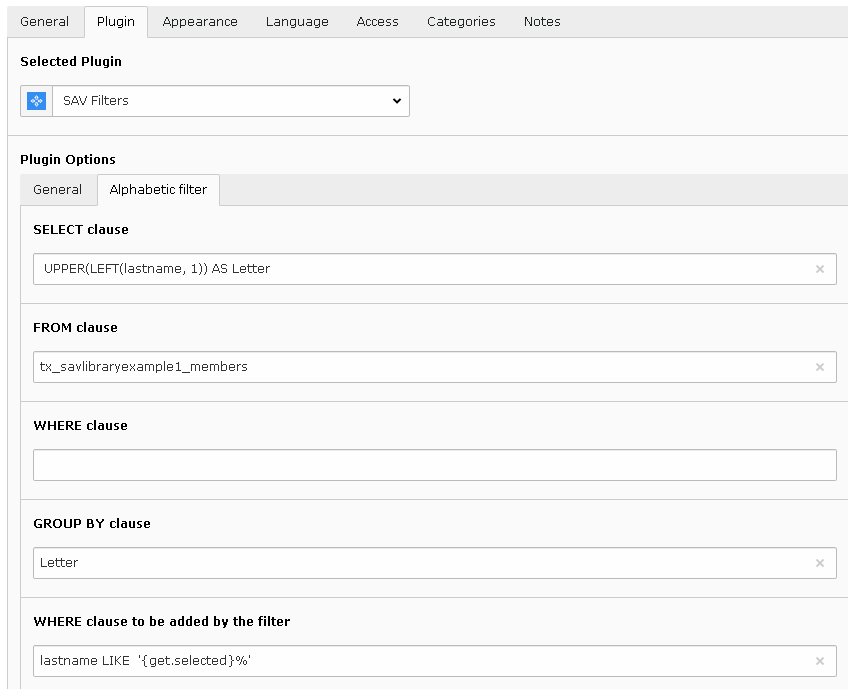 General Plugin Appearance Language Access Categories Notes
Selected Plugin
SAV Filters
Plugin Options
General Alphabetic filter
SELECT clause
UPPER(LEFT(lastname, 1)) AS Letter
FROM clause
tx_savlibraryexample1_members
WHERE clause
GROUP BY clause
Letter
WHERE clause to be added by the filter
lastname LIKE  '{get.selected}%'